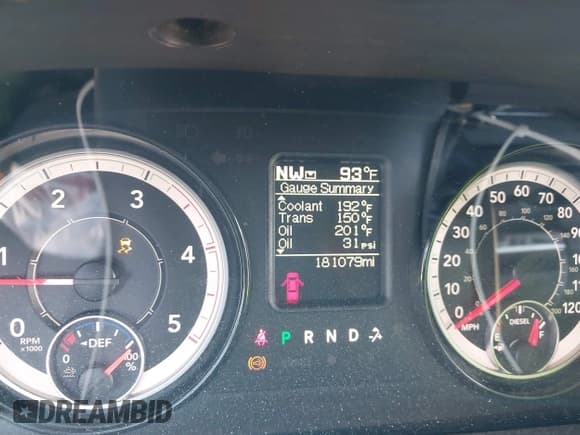 NW 93°F
Gauge Summary
Coolant 192°F
Trans 150°F
Oil 201°F
Oil 31 PSI
181079mi
P R N D
0 1 2 3 4 5
RPM
x1000
0 DEF 100
%
0 10 20 30 40 50 60 70 80
120
MPH
DIESEL
E
DREAMBID